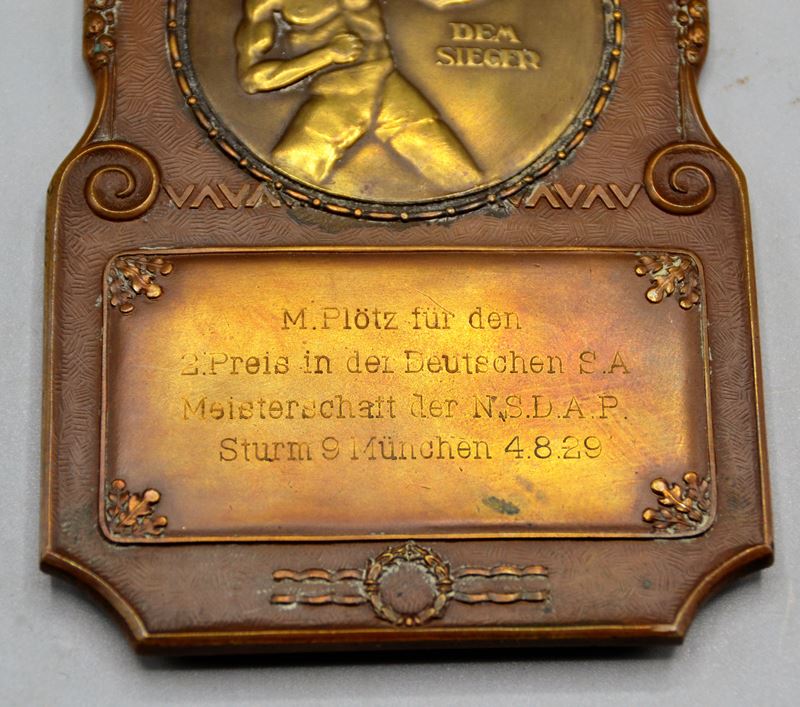 DEM
SIEGER
M.Plötz für den
2.Preis in der Deutschen S.A
Meisterschaft der N.S.D.A.P.
Sturm 9 München 4.8.29